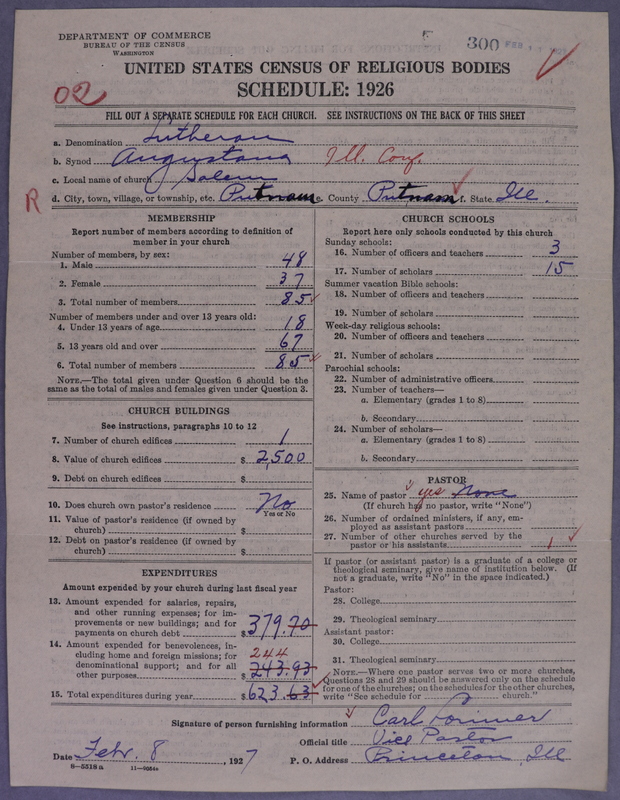 DEPARTMENT OF COMMERCE
BUREAU OF THE CENSUS
WASHINGTON
300 FEB
UNITED STATES CENSUS OF RELIGIOUS BODIES
SCHEDULE: 1926
02
FILL OUT A SEPARATE SCHEDULE FOR EACH CHURCH. SEE INSTRUCTIONS ON THE BACK OF THIS SHEET
a. Denomination Lutheran
b. Synod Augustana Ill. Conf.
c. Local name of church Salem
R d. City, town, village, or township, etc. Putnam e. County Putnam f. State Ill.
MEMBERSHIP
Report number of members according to definition of
member in your church
Number of members, by sex:
1. Male 48
2. Female 37
3. Total number of members 85
Number of members under and over 13 years old:
4. Under 13 years of age 18
5. 13 years old and over 67
6. Total number of members 85
NOTE.—The total given under Question 6 should be the
same as the total of males and females given under Question 3.
CHURCH BUILDINGS
See instructions, paragraphs 10 to 12
7. Number of church edifices 1
8. Value of church edifices $ 2,500
9. Debt on church edifices $
10. Does church own pastor's residence No
Yes or No
11. Value of pastor's residence (if owned by
church) $
12. Debt on pastor's residence (if owned by
church) $
EXPENDITURES
Amount expended by your church during last fiscal year
13. Amount expended for salaries, repairs,
and other running expenses; for im-
provements or new buildings; and for
payments on church debt $ 379.70
14. Amount expended for benevolences, in-
cluding home and foreign missions; for 244
denominational support; and for all
other purposes $ 243.93
15. Total expenditures during year $ 623.63
CHURCH SCHOOLS
Report here only schools conducted by this church
Sunday schools:
16. Number of officers and teachers 3
17. Number of scholars 15
Summer vacation Bible schools:
18. Number of officers and teachers
19. Number of scholars
Week-day religious schools:
20. Number of officers and teachers
21. Number of scholars
Parochial schools:
22. Number of administrative officers
23. Number of teachers—
a. Elementary (grades 1 to 8)
b. Secondary
24. Number of scholars—
a. Elementary (grades 1 to 8)
b. Secondary
PASTOR
25. Name of pastor yes None
(If church has no pastor, write "None")
26. Number of ordained ministers, if any, em-
ployed as assistant pastors
27. Number of other churches served by the
pastor or his assistants 1
If pastor (or assistant pastor) is a graduate of a college or
theological seminary, give name of institution below. (If
not a graduate, write "No" in the space indicated.)
Pastor:
28. College
29. Theological seminary
Assistant pastor:
30. College
31. Theological seminary
NOTE.—Where one pastor serves two or more churches,
Questions 28 and 29 should be answered only on the schedule
for one of the churches; on the schedules for the other churches,
write "See schedule for church."
Signature of person furnishing information Carl
Official title Vice Pastor
Date Febr. 8, 1927 P. O. Address Princeton, Ill
8—5518a